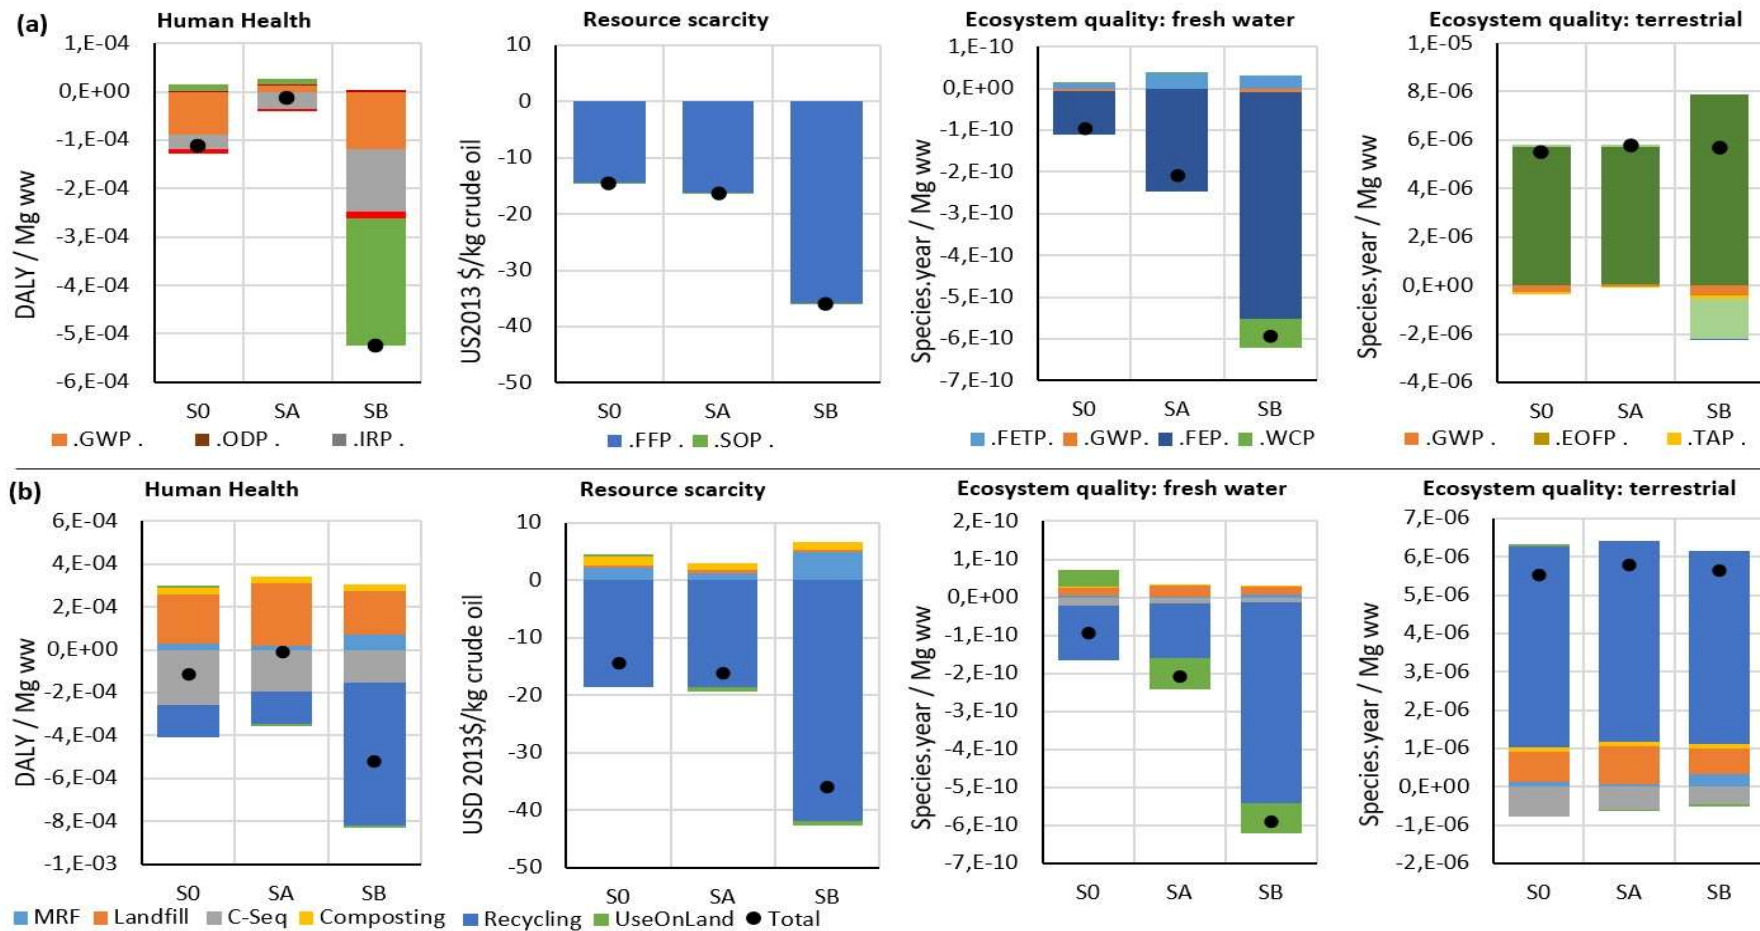 (a)
Human Health
Resource scarcity
Ecosystem quality: fresh water
Ecosystem quality: terrestrial
DALY / Mg ww
1,E-04
0,E+00
-1,E-04
-2,E-04
-3,E-04
-4,E-04
-5,E-04
-6,E-04
S0 SA SB
.GWP . .ODP . .IRP .
US2013 $/kg crude oil
10
0
-10
-20
-30
-40
-50
S0 SA SB
.FFP . .SOP .
Species.year / Mg ww
1,E-10
0,E+00
-1,E-10
-2,E-10
-3,E-10
-4,E-10
-5,E-10
-6,E-10
-7,E-10
S0 SA SB
.FETP. .GWP. .FEP. .WCP
Species.year / Mg ww
1,E-05
8,E-06
6,E-06
4,E-06
2,E-06
0,E+00
-2,E-06
-4,E-06
S0 SA SB
.GWP . .EOFP . .TAP .
(b)
Human Health
Resource scarcity
Ecosystem quality: fresh water
Ecosystem quality: terrestrial
DALY / Mg ww
6,E-04
4,E-04
2,E-04
0,E+00
-2,E-04
-4,E-04
-6,E-04
-8,E-04
-1,E-03
S0 SA SB
USD 2013$/kg crude oil
10
0
-10
-20
-30
-40
-50
S0 SA SB
Species.year / Mg ww
2,E-10
1,E-10
0,E+00
-1,E-10
-2,E-10
-3,E-10
-4,E-10
-5,E-10
-6,E-10
-7,E-10
S0 SA SB
Species.year / Mg ww
7,E-06
6,E-06
5,E-06
4,E-06
3,E-06
2,E-06
1,E-06
0,E+00
-1,E-06
-2,E-06
S0 SA SB
MRF Landfill C-Seq Composting Recycling UseOnLand Total